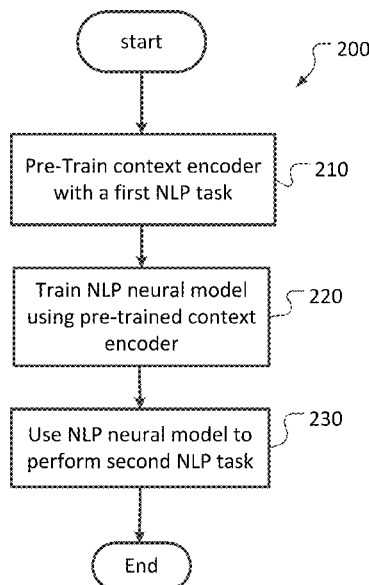 start
200
Pre-Train context encoder
with a first NLP task
210
Train NLP neural model
using pre-trained context
encoder
220
Use NLP neural model to
perform second NLP task
230
End